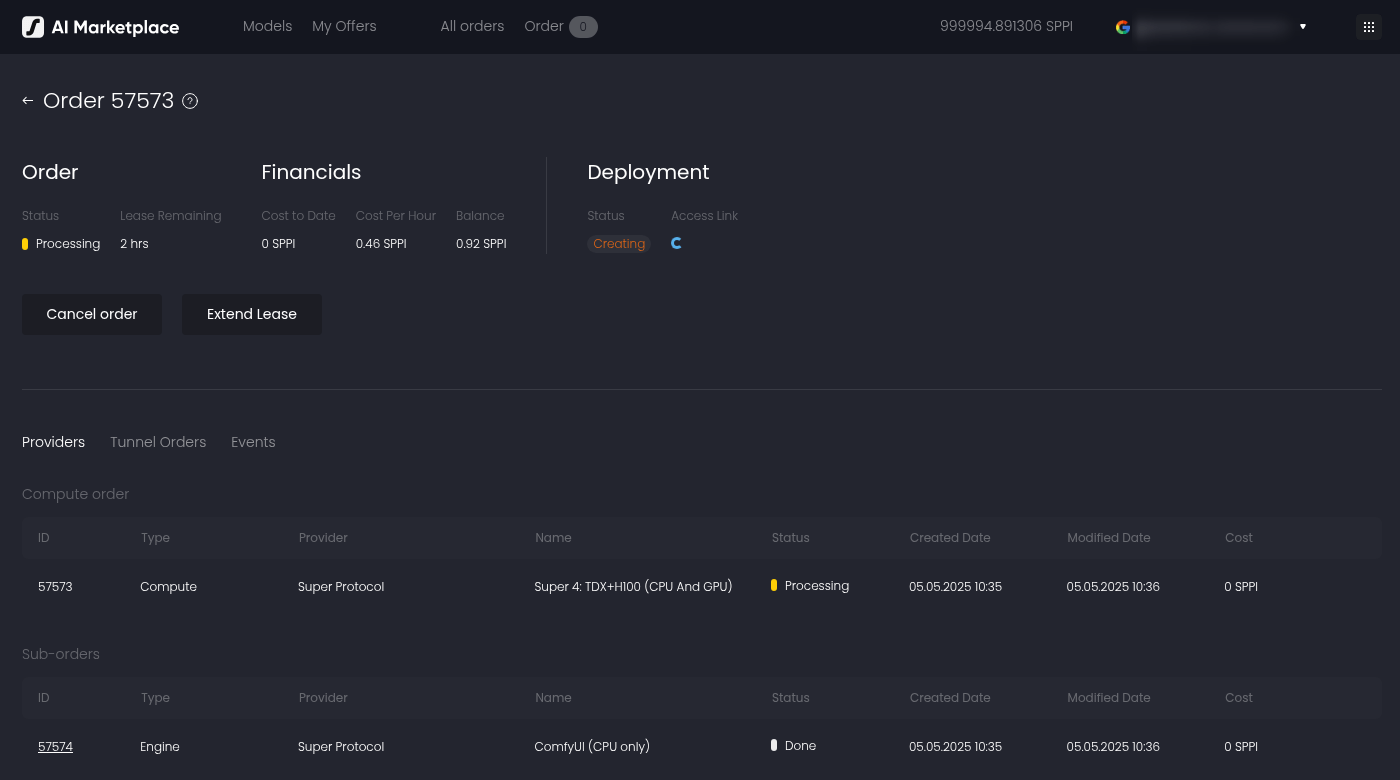 AI Marketplace Models My Offers All orders Order 0 999994.891306 SPPI
← Order 57573 ?
Order Financials Deployment
Status Lease Remaining Cost to Date Cost Per Hour Balance Status Access Link
Processing 2 hrs 0 SPPI 0.46 SPPI 0.92 SPPI Creating
Cancel order Extend Lease
Providers Tunnel Orders Events
Compute order
ID Type Provider Name Status Created Date Modified Date Cost
57573 Compute Super Protocol Super 4: TDX+H100 (CPU And GPU) Processing 05.05.2025 10:35 05.05.2025 10:36 0 SPPI
Sub-orders
ID Type Provider Name Status Created Date Modified Date Cost
57574 Engine Super Protocol ComfyUI (CPU only) Done 05.05.2025 10:35 05.05.2025 10:36 0 SPPI